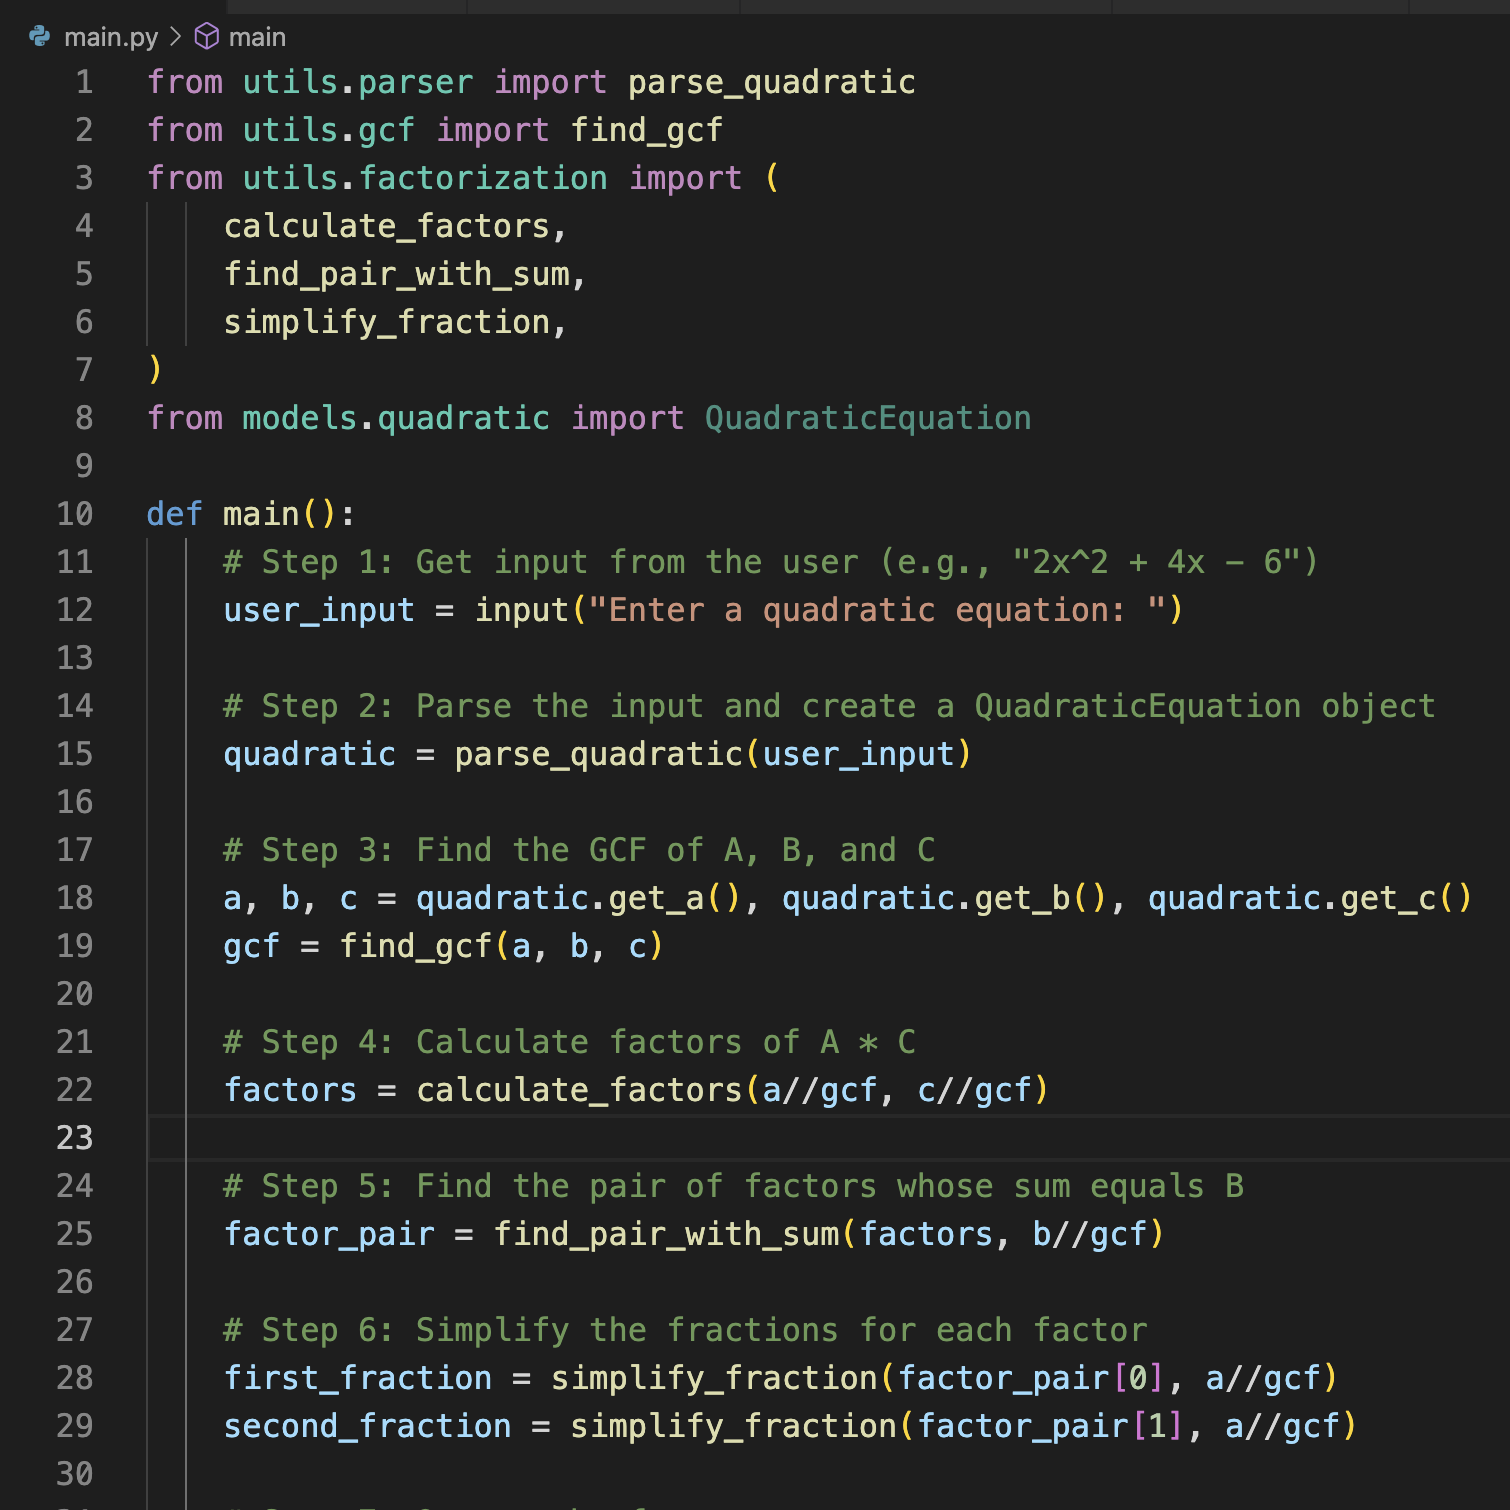 main.py > main
1 from utils.parser import parse_quadratic
2 from utils.gcf import find_gcf
3 from utils.factorization import (
4     calculate_factors,
5     find_pair_with_sum,
6     simplify_fraction,
7 )
8 from models.quadratic import QuadraticEquation
9
10 def main():
11     # Step 1: Get input from the user (e.g., "2x^2 + 4x - 6")
12     user_input = input("Enter a quadratic equation: ")
13
14     # Step 2: Parse the input and create a QuadraticEquation object
15     quadratic = parse_quadratic(user_input)
16
17     # Step 3: Find the GCF of A, B, and C
18     a, b, c = quadratic.get_a(), quadratic.get_b(), quadratic.get_c()
19     gcf = find_gcf(a, b, c)
20
21     # Step 4: Calculate factors of A * C
22     factors = calculate_factors(a//gcf, c//gcf)
23
24     # Step 5: Find the pair of factors whose sum equals B
25     factor_pair = find_pair_with_sum(factors, b//gcf)
26
27     # Step 6: Simplify the fractions for each factor
28     first_fraction = simplify_fraction(factor_pair[0], a//gcf)
29     second_fraction = simplify_fraction(factor_pair[1], a//gcf)
30